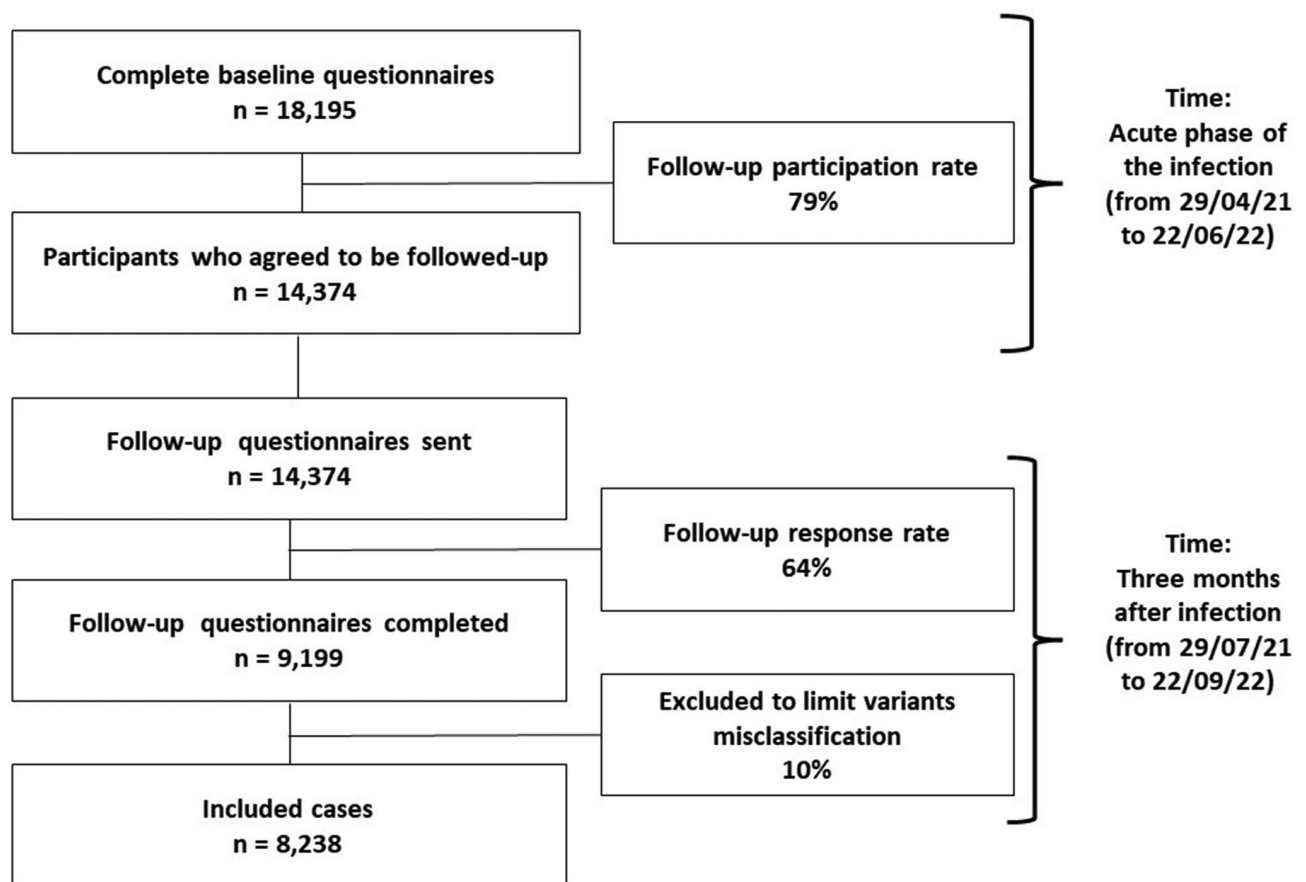 Complete baseline questionnaires
n = 18,195
Follow-up participation rate
79%
Participants who agreed to be followed-up
n = 14,374
Time:
Acute phase of
the infection
(from 29/04/21
to 22/06/22)
Follow-up questionnaires sent
n = 14,374
Follow-up response rate
64%
Follow-up questionnaires completed
n = 9,199
Excluded to limit variants
misclassification
10%
Included cases
n = 8,238
Time:
Three months
after infection
(from 29/07/21
to 22/09/22)